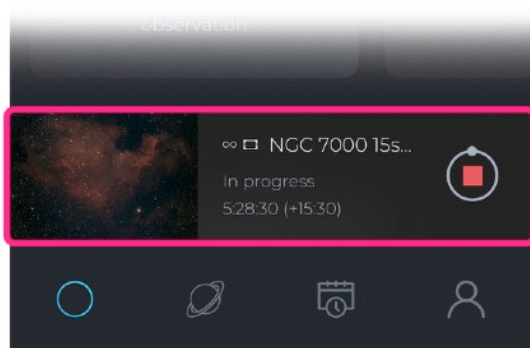 observation
∞ NGC 7000 15s...
In progress
5:28:30 (+15:30)